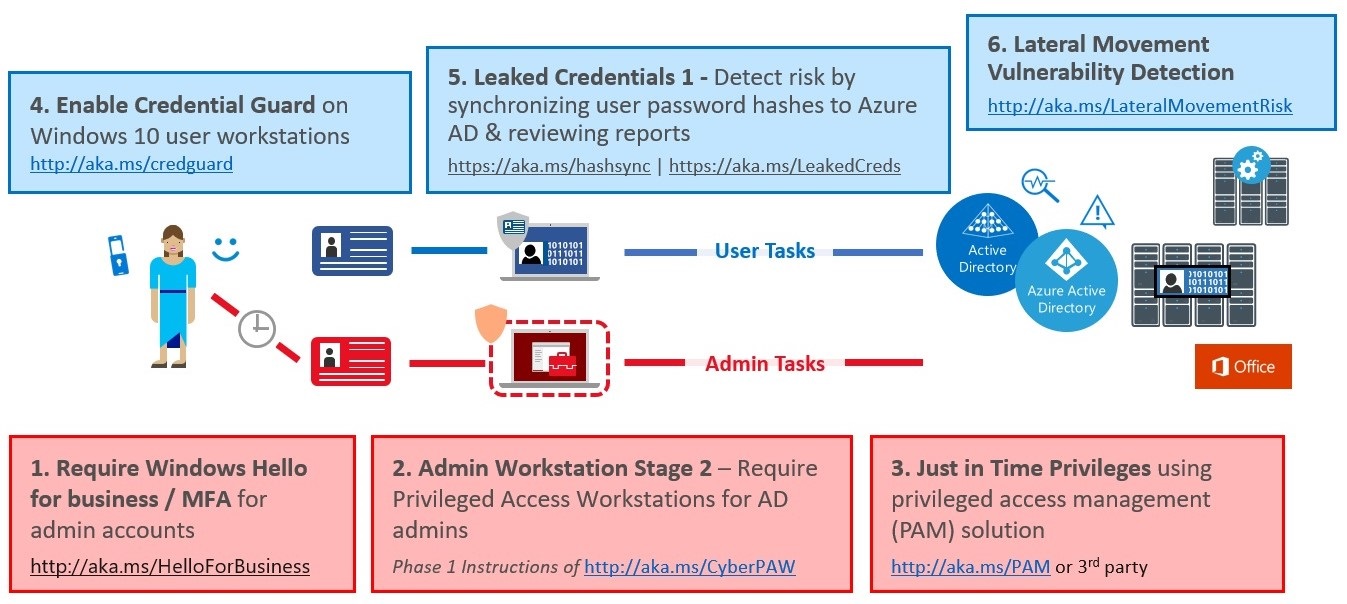 4. Enable Credential Guard on
Windows 10 user workstations
http://aka.ms/credguard
5. Leaked Credentials 1 - Detect risk by
synchronizing user password hashes to Azure
AD & reviewing reports
https://aka.ms/hashsync | https://aka.ms/LeakedCreds
6. Lateral Movement
Vulnerability Detection
http://aka.ms/LateralMovementRisk
1010101
0111011
1010101
User Tasks
Active
Directory
Azure Active
Directory
1010101
1011101
0101010
Admin Tasks
Office
1. Require Windows Hello
for business / MFA for
admin accounts
http://aka.ms/HelloForBusiness
2. Admin Workstation Stage 2 – Require
Privileged Access Workstations for AD
admins
Phase 1 Instructions of http://aka.ms/CyberPAW
3. Just in Time Privileges using
privileged access management
(PAM) solution
http://aka.ms/PAM or 3rd party